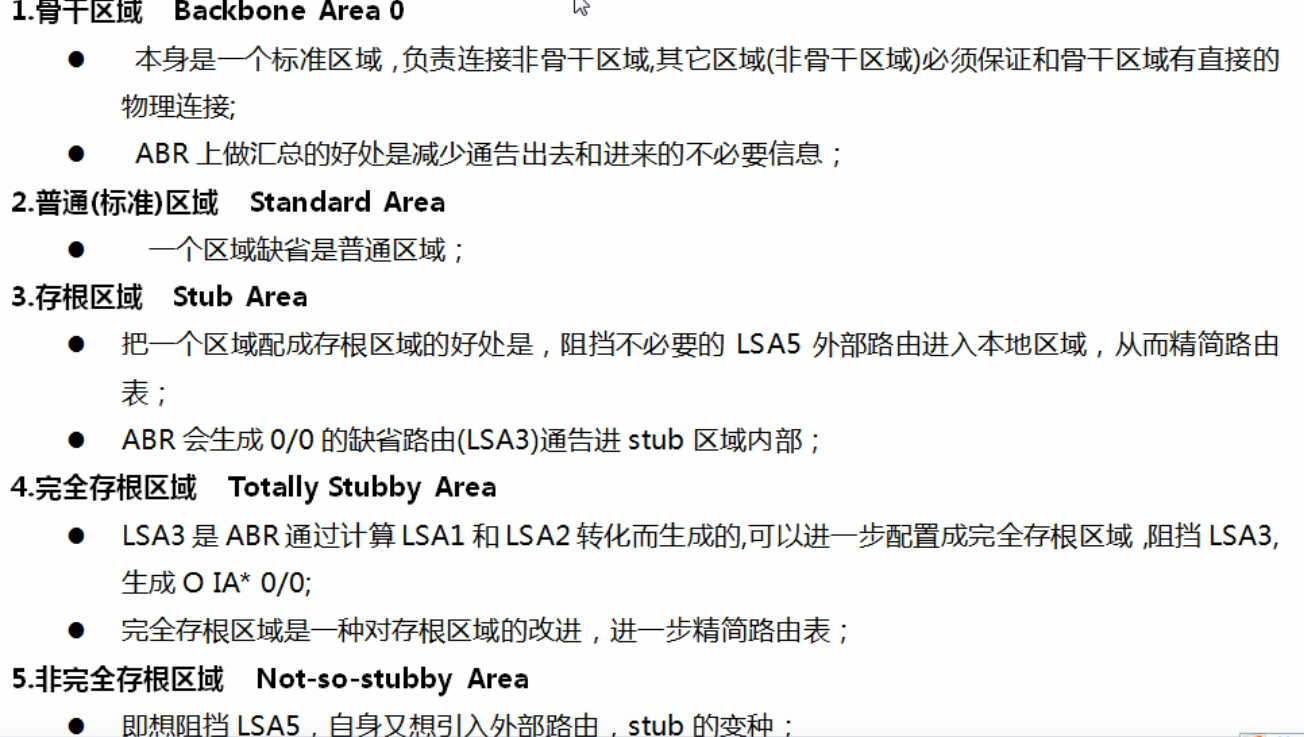 1.骨干区域 Backbone Area 0
● 本身是一个标准区域,负责连接非骨干区域,其它区域(非骨干区域)必须保证和骨干区域有直接的
物理连接;
● ABR 上做汇总的好处是减少通告出去和进来的不必要信息；
2.普通(标准)区域 Standard Area
● 一个区域缺省是普通区域；
3.存根区域 Stub Area
● 把一个区域配成存根区域的好处是，阻挡不必要的 LSA5 外部路由进入本地区域，从而精简路由
表；
● ABR 会生成 0/0 的缺省路由(LSA3)通告进 stub 区域内部；
4.完全存根区域 Totally Stubby Area
● LSA3 是 ABR 通过计算 LSA1 和 LSA2 转化而生成的,可以进一步配置成完全存根区域,阻挡 LSA3,
生成 O IA* 0/0;
● 完全存根区域是一种对存根区域的改进，进一步精简路由表；
5.非完全存根区域 Not-so-stubby Area
● 即想阻挡 LSA5，自身又想引入外部路由，stub 的变种；